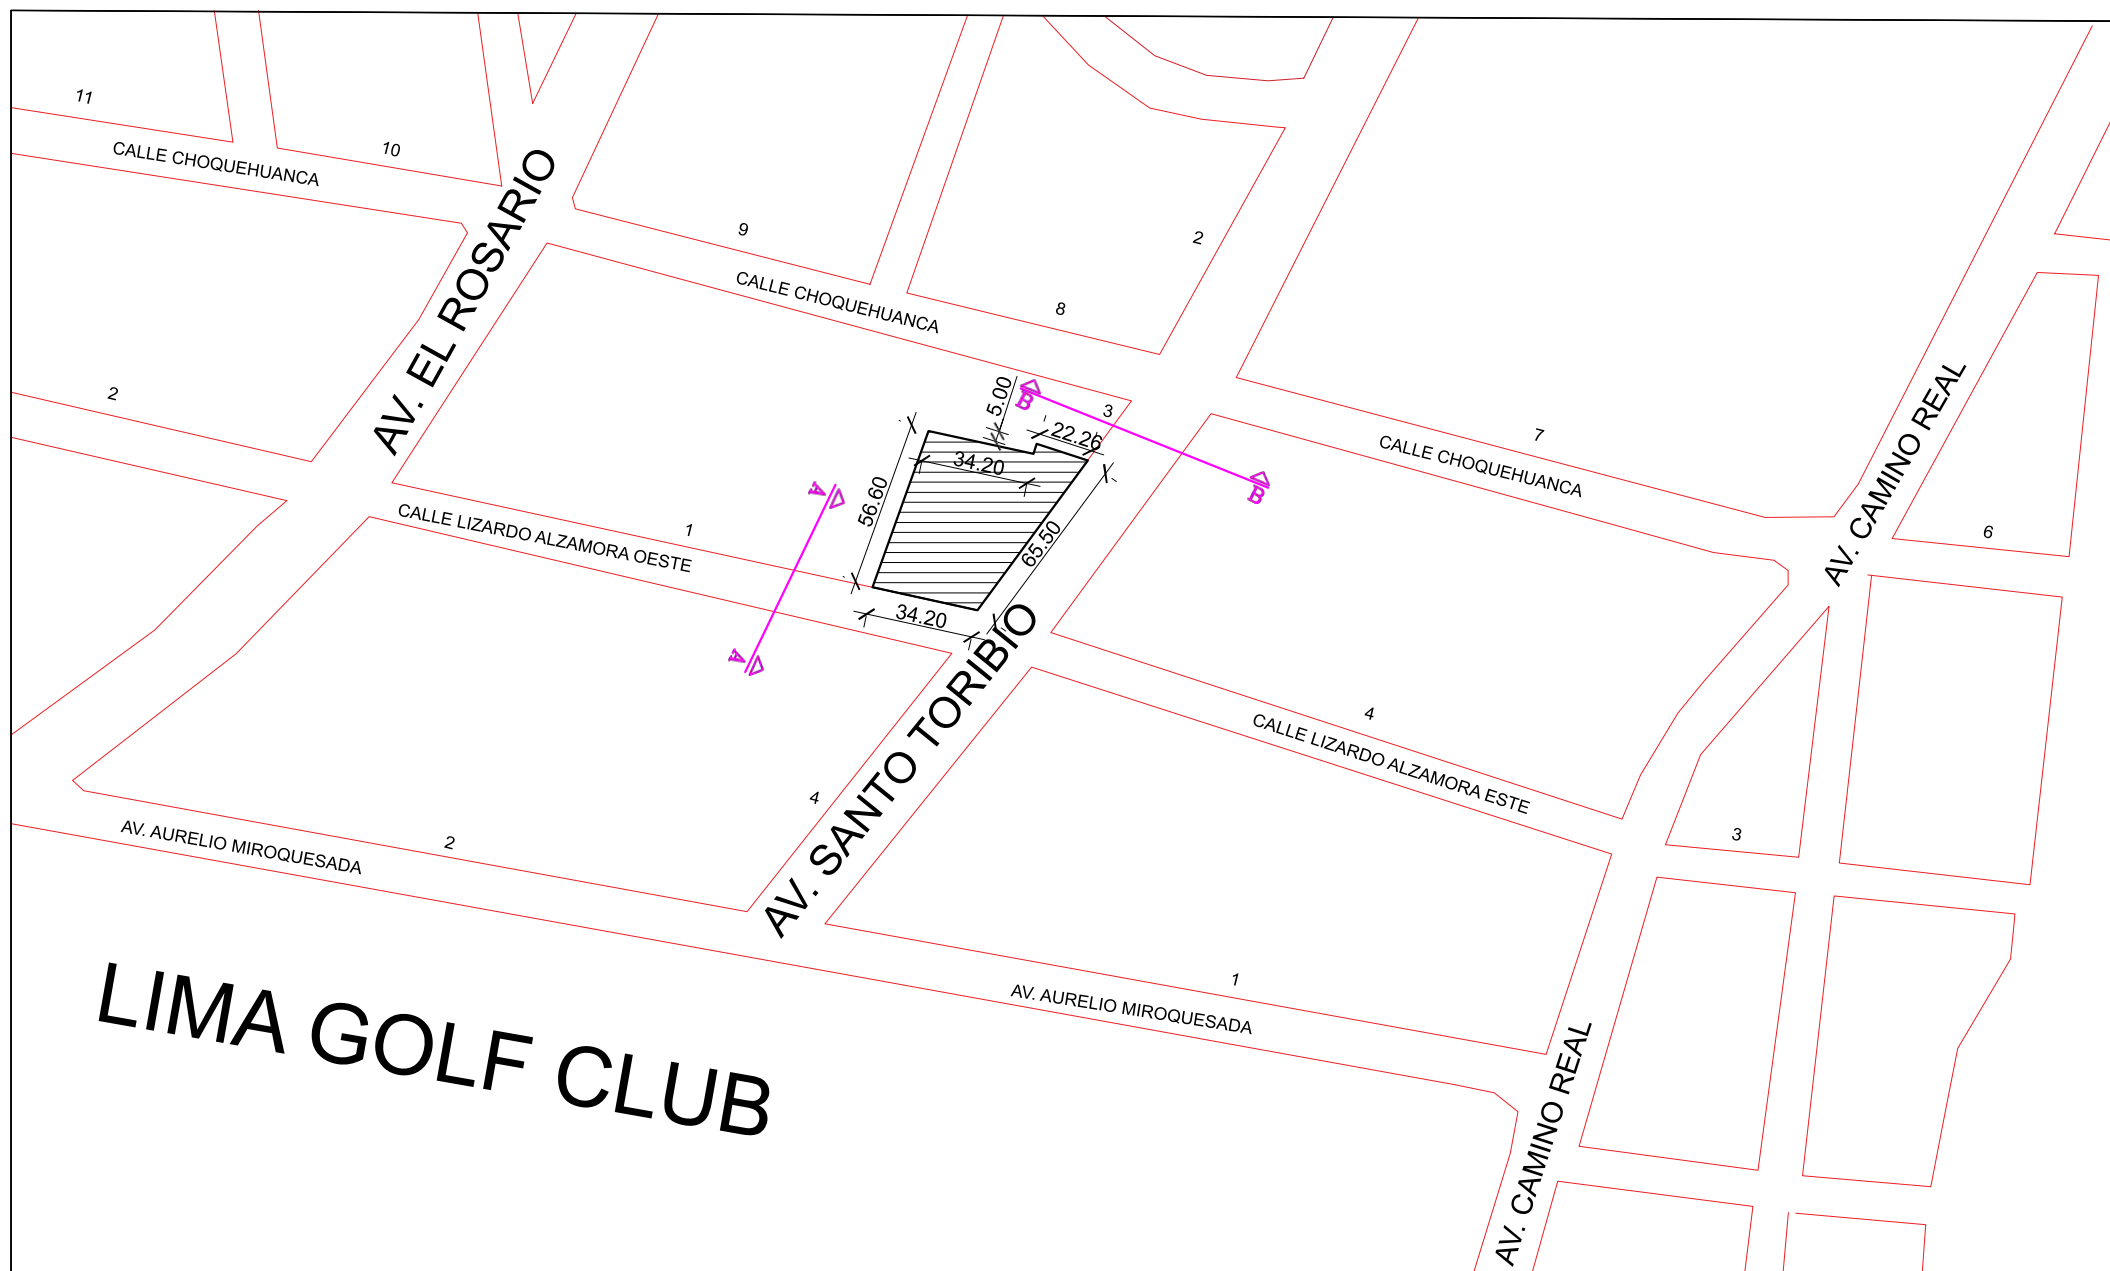 11
CALLE CHOQUEHUANCA
10
AV. EL ROSARIO
9
CALLE CHOQUEHUANCA
2
8
2
5.00
B
3
22.26
34.20
7
CALLE CHOQUEHUANCA
B
AV. CAMINO REAL
6
A
56.60
65.50
1
CALLE LIZARDO ALZAMORA OESTE
34.20
A
AV. SANTO TORIBIO
4
CALLE LIZARDO ALZAMORA ESTE
4
3
2
AV. AURELIO MIROQUESADA
1
AV. AURELIO MIROQUESADA
LIMA GOLF CLUB
AV. CAMINO REAL